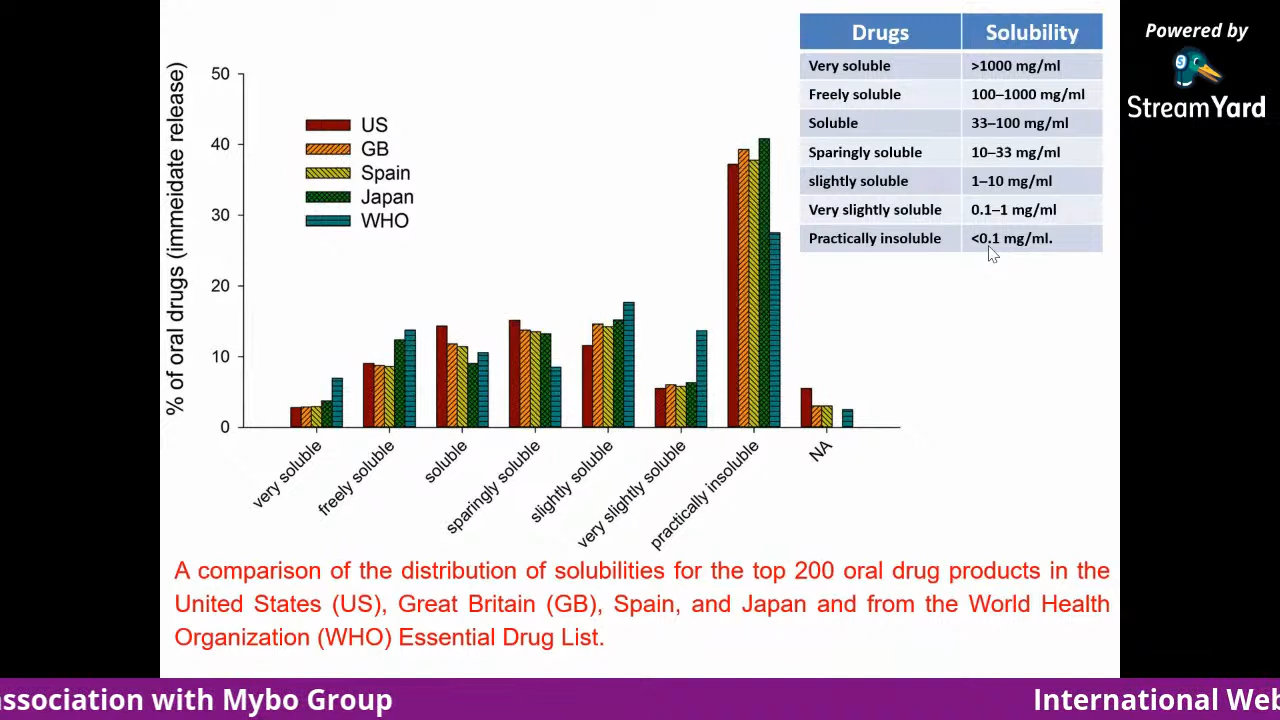 Drugs Solubility
Very soluble >1000 mg/ml
Freely soluble 100–1000 mg/ml
Soluble 33–100 mg/ml
Sparingly soluble 10–33 mg/ml
slightly soluble 1–10 mg/ml
Very slightly soluble 0.1–1 mg/ml
Practically insoluble <0.1 mg/ml.
Powered by
StreamYard
% of oral drugs (immeidate release)
50
40
30
20
10
0
US
GB
Spain
Japan
WHO
very soluble
freely soluble
soluble
sparingly soluble
slightly soluble
very slightly soluble
practically insoluble
NA
A comparison of the distribution of solubilities for the top 200 oral drug products in the
United States (US), Great Britain (GB), Spain, and Japan and from the World Health
Organization (WHO) Essential Drug List.
association with Mybo Group International Web